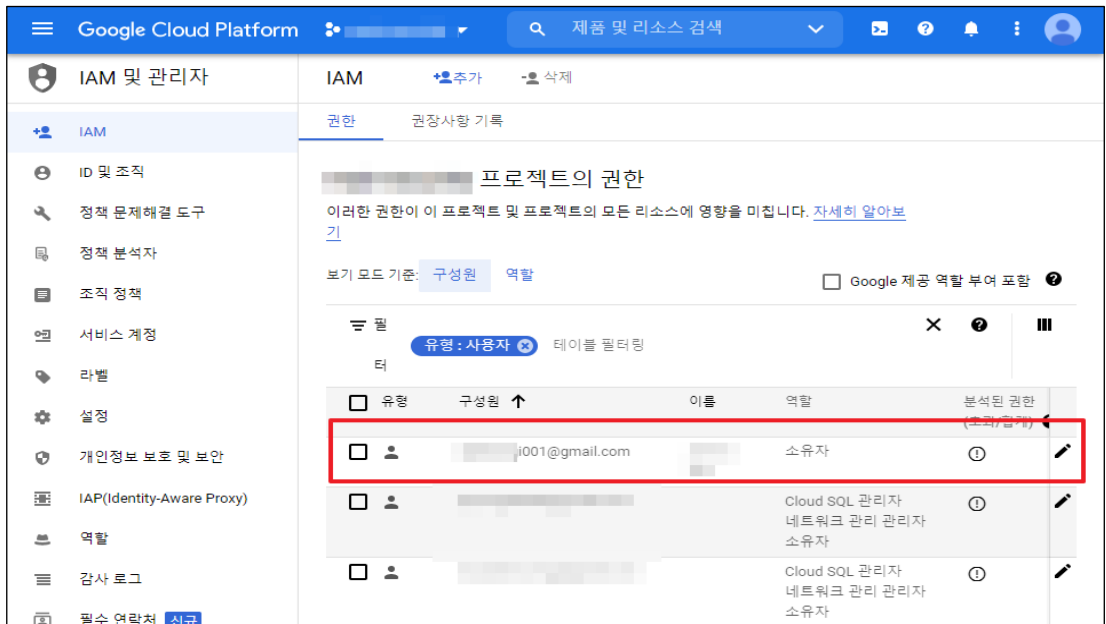 Google Cloud Platform
제품 및 리소스 검색
IAM 및 관리자
IAM
ID 및 조직
정책 문제해결 도구
정책 분석자
조직 정책
서비스 계정
라벨
설정
개인정보 보호 및 보안
IAP(Identity-Aware Proxy)
역할
감사 로그
필수 연락처 신규
IAM 추가 삭제
권한 권장사항 기록
프로젝트의 권한
이러한 권한이 이 프로젝트 및 프로젝트의 모든 리소스에 영향을 미칩니다. 자세히 알아보
기
보기 모드 기준: 구성원 역할
Google 제공 역할 부여 포함
필
터
유형 : 사용자 테이블 필터링
유형 구성원 이름 역할 분석된 권한
(초과/합계)
i001@gmail.com 소유자
Cloud SQL 관리자
네트워크 관리 관리자
소유자
Cloud SQL 관리자
네트워크 관리 관리자
소유자